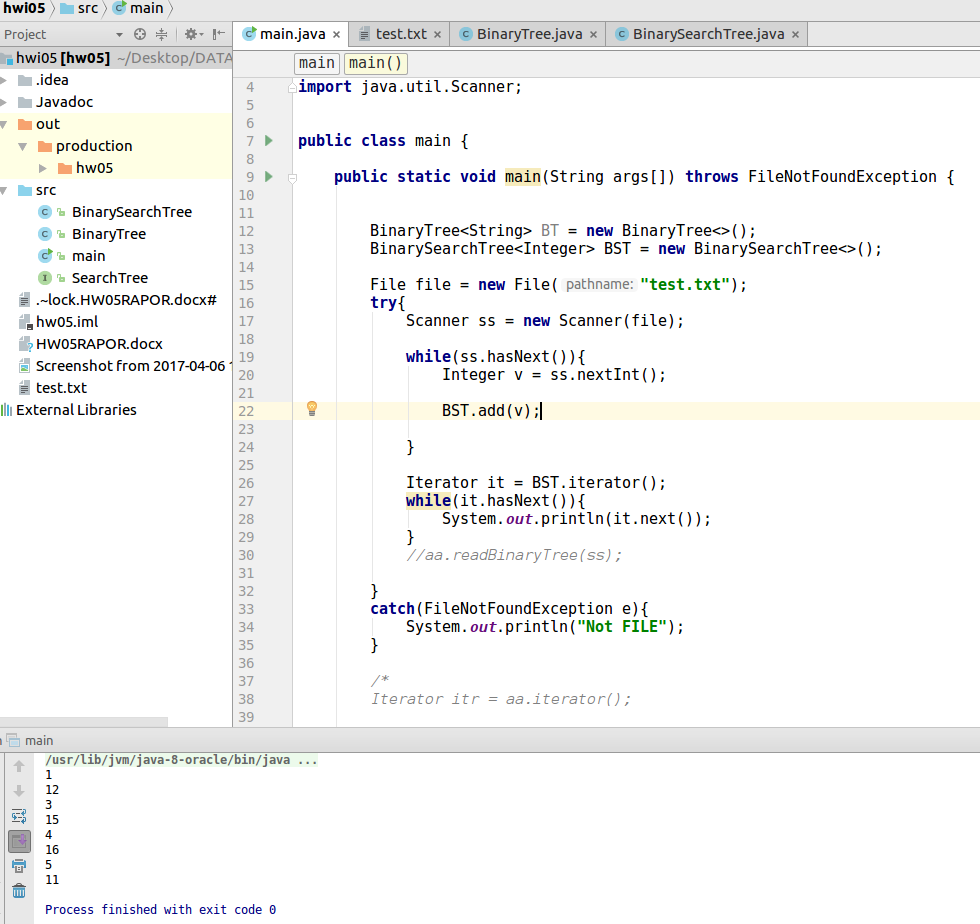 hwi05 src main
Project
main.java test.txt BinaryTree.java BinarySearchTree.java
hwi05 [hw05] ~/Desktop/DATA
.idea
Javadoc
out
production
hw05
src
BinarySearchTree
BinaryTree
main
SearchTree
.~lock.HW05RAPOR.docx#
hw05.iml
HW05RAPOR.docx
Screenshot from 2017-04-06
test.txt
External Libraries
main main()
4 import java.util.Scanner;
5
6
7 public class main {
8
9 public static void main(String args[]) throws FileNotFoundException {
10
11
12 BinaryTree<String> BT = new BinaryTree<>();
13 BinarySearchTree<Integer> BST = new BinarySearchTree<>();
14
15 File file = new File( pathname: "test.txt");
16 try{
17 Scanner ss = new Scanner(file);
18
19 while(ss.hasNext()){
20 Integer v = ss.nextInt();
21
22 BST.add(v);
23
24 }
25
26 Iterator it = BST.iterator();
27 while(it.hasNext()){
28 System.out.println(it.next());
29 }
30 //aa.readBinaryTree(ss);
31
32 }
33 catch(FileNotFoundException e){
34 System.out.println("Not FILE");
35 }
36
37 /*
38 Iterator itr = aa.iterator();
39
main
/usr/lib/jvm/java-8-oracle/bin/java ...
1
12
3
15
4
16
5
11
Process finished with exit code 0